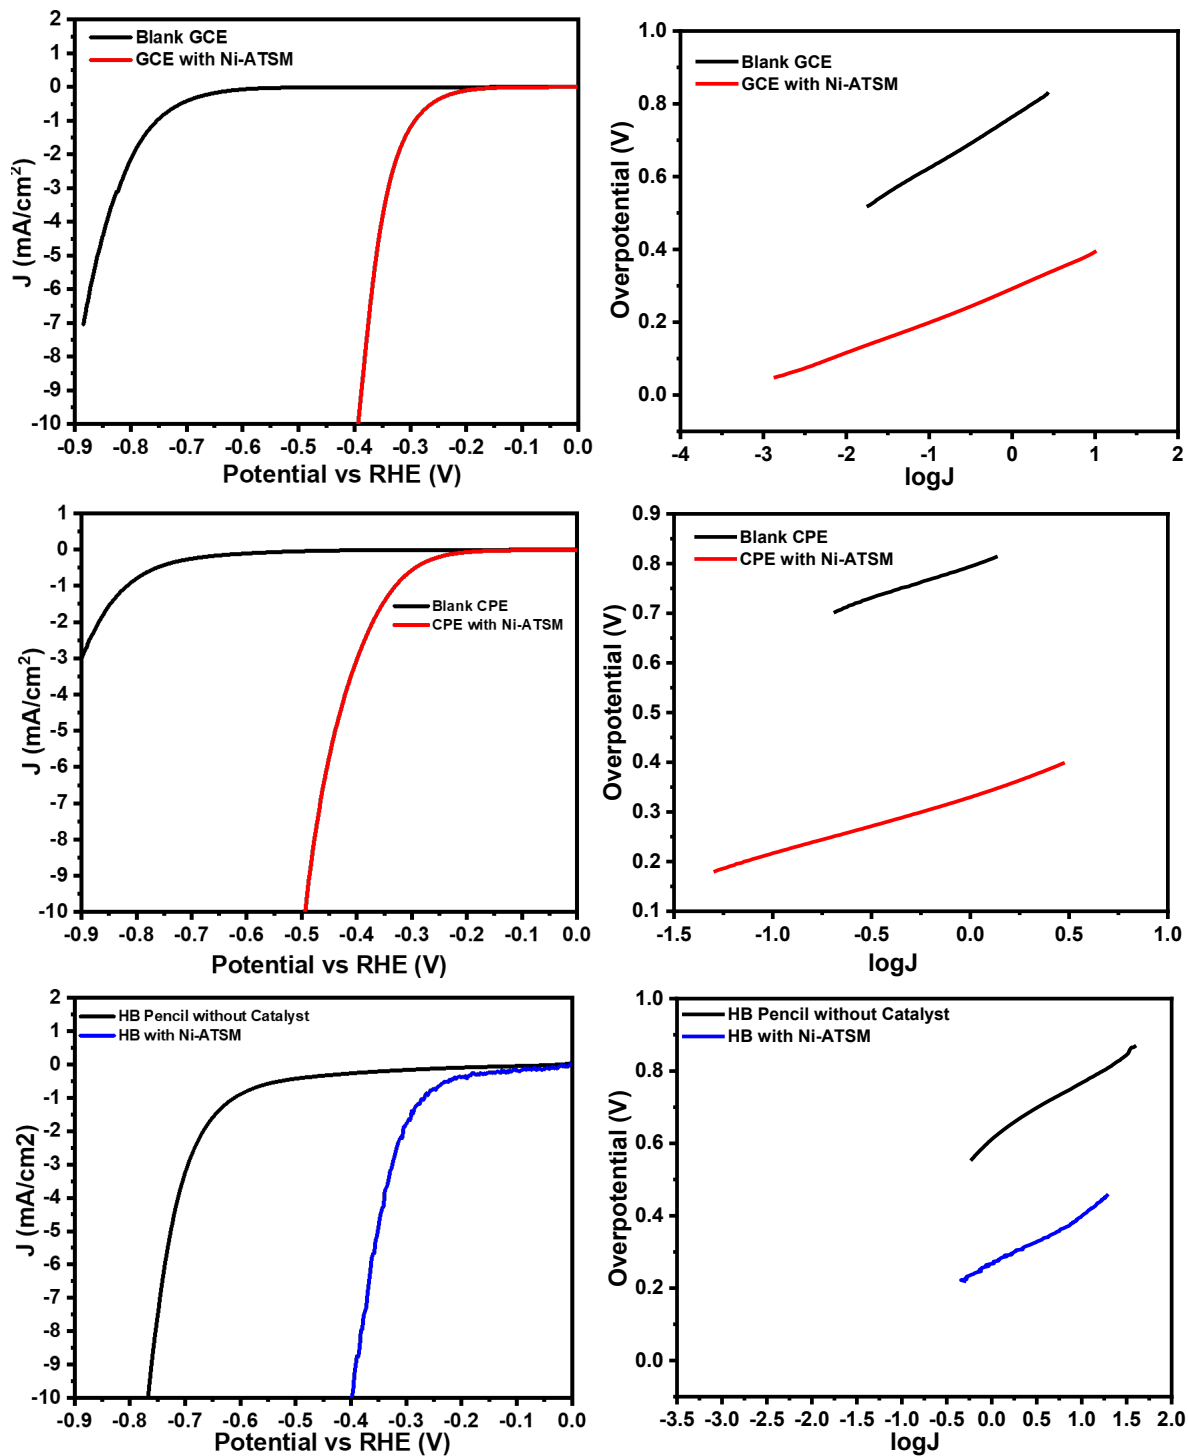 Blank GCE
GCE with Ni-ATSM
J (mA/cm²)
2
1
0
-1
-2
-3
-4
-5
-6
-7
-8
-9
-10
-0.9 -0.8 -0.7 -0.6 -0.5 -0.4 -0.3 -0.2 -0.1 0.0
Potential vs RHE (V)
Blank GCE
GCE with Ni-ATSM
Overpotential (V)
1.0
0.8
0.6
0.4
0.2
0.0
-4 -3 -2 -1 0 1 2
logJ
Blank CPE
CPE with Ni-ATSM
J (mA/cm²)
1
0
-1
-2
-3
-4
-5
-6
-7
-8
-9
-10
-0.9 -0.8 -0.7 -0.6 -0.5 -0.4 -0.3 -0.2 -0.1 0.0
Potential vs RHE (V)
Blank CPE
CPE with Ni-ATSM
Overpotential (V)
0.9
0.8
0.7
0.6
0.5
0.4
0.3
0.2
0.1
-1.5 -1.0 -0.5 0.0 0.5 1.0
logJ
HB Pencil without Catalyst
HB with Ni-ATSM
J (mA/cm2)
2
1
0
-1
-2
-3
-4
-5
-6
-7
-8
-9
-10
-0.9 -0.8 -0.7 -0.6 -0.5 -0.4 -0.3 -0.2 -0.1 0.0
Potential vs RHE (V)
HB Pencil without Catalyst
HB with Ni-ATSM
Overpotential (V)
1.0
0.8
0.6
0.4
0.2
0.0
-3.5 -3.0 -2.5 -2.0 -1.5 -1.0 -0.5 0.0 0.5 1.0 1.5 2.0
logJ